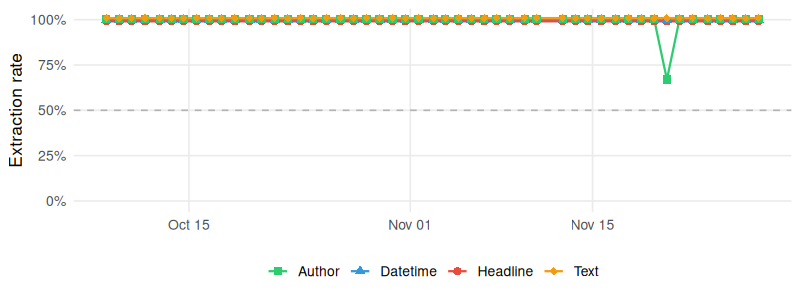 Extraction rate
100%
75%
50%
25%
0%
Oct 15 Nov 01 Nov 15
Author Datetime Headline Text